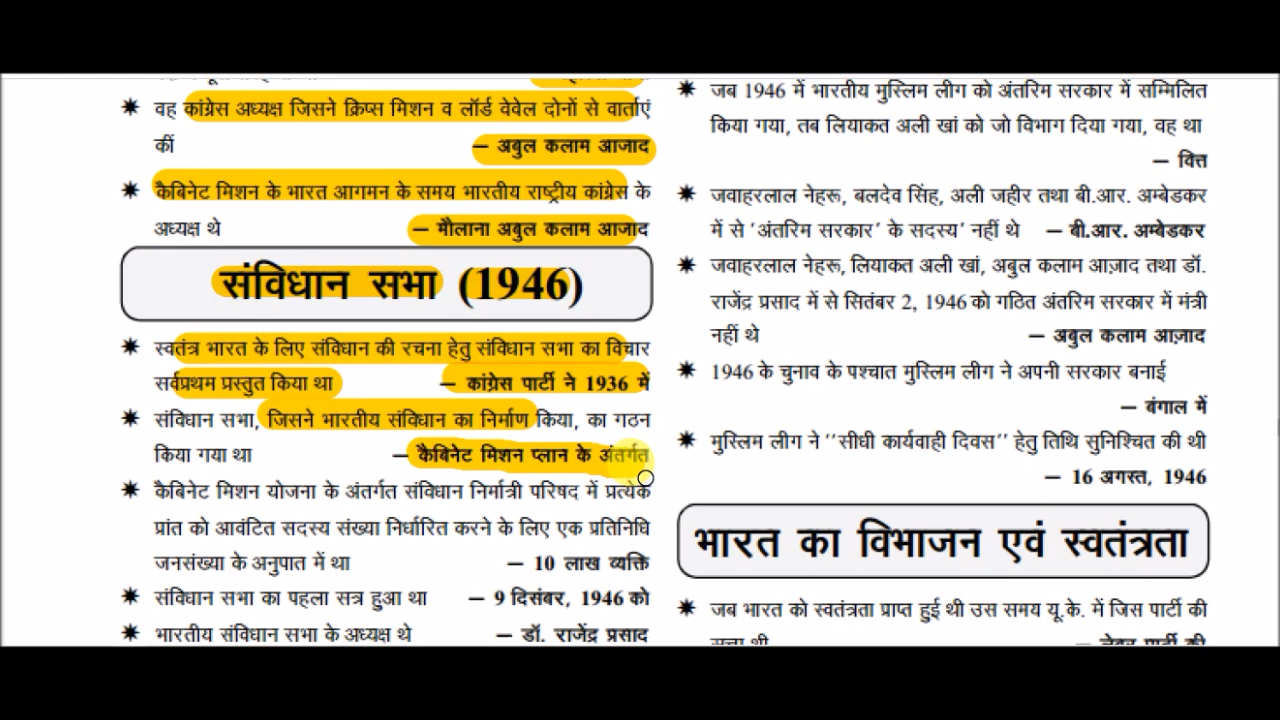 ✷ वह कांग्रेस अध्यक्ष जिसने क्रिप्स मिशन व लॉर्ड वेवेल दोनों से वार्ताएं
कीं — अबुल कलाम आजाद
✷ कैबिनेट मिशन के भारत आगमन के समय भारतीय राष्ट्रीय कांग्रेस के
अध्यक्ष थे — मौलाना अबुल कलाम आजाद
संविधान सभा (1946)
✷ स्वतंत्र भारत के लिए संविधान की रचना हेतु संविधान सभा का विचार
सर्वप्रथम प्रस्तुत किया था — कांग्रेस पार्टी ने 1936 में
✷ संविधान सभा, जिसने भारतीय संविधान का निर्माण किया, का गठन
किया गया था — कैबिनेट मिशन प्लान के अंतर्गत
✷ कैबिनेट मिशन योजना के अंतर्गत संविधान निर्मात्री परिषद में प्रत्येक
प्रांत को आवंटित सदस्य संख्या निर्धारित करने के लिए एक प्रतिनिधि
जनसंख्या के अनुपात में था — 10 लाख व्यक्ति
✷ संविधान सभा का पहला सत्र हुआ था — 9 दिसंबर, 1946 को
✷ भारतीय संविधान सभा के अध्यक्ष थे — डॉ. राजेंद्र प्रसाद
✷ जब 1946 में भारतीय मुस्लिम लीग को अंतरिम सरकार में सम्मिलित
किया गया, तब लियाकत अली खां को जो विभाग दिया गया, वह था
— वित्त
✷ जवाहरलाल नेहरू, बलदेव सिंह, अली जहीर तथा बी.आर. अम्बेडकर
में से 'अंतरिम सरकार' के सदस्य' नहीं थे — बी.आर. अम्बेडकर
✷ जवाहरलाल नेहरू, लियाकत अली खां, अबुल कलाम आज़ाद तथा डॉ.
राजेंद्र प्रसाद में से सितंबर 2, 1946 को गठित अंतरिम सरकार में मंत्री
नहीं थे — अबुल कलाम आज़ाद
✷ 1946 के चुनाव के पश्चात मुस्लिम लीग ने अपनी सरकार बनाई
— बंगाल में
✷ मुस्लिम लीग ने ''सीधी कार्यवाही दिवस'' हेतु तिथि सुनिश्चित की थी
— 16 अगस्त, 1946
भारत का विभाजन एवं स्वतंत्रता
✷ जब भारत को स्वतंत्रता प्राप्त हुई थी उस समय यू.के. में जिस पार्टी की
सत्ता थी — लेबर पार्टी की